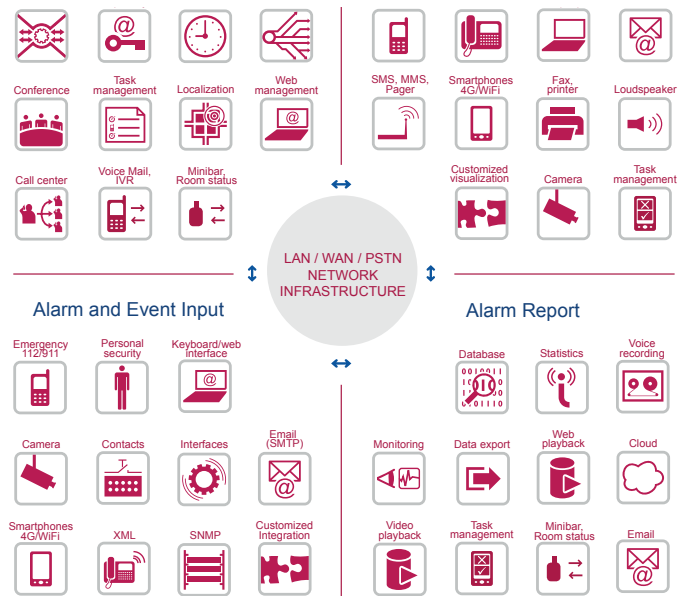 Conference
Task
management
Localization
Web
management
SMS, MMS,
Pager
Smartphones
4G/WiFi
Fax,
printer
Loudspeaker
Call center
Voice Mail,
IVR
Minibar,
Room status
Customized
visualization
Camera
Task
management
LAN / WAN / PSTN
NETWORK
INFRASTRUCTURE
Alarm and Event Input
Alarm Report
Emergency
112/911
Personal
security
Keyboard/web
Interface
Database
Statistics
Voice
recording
Camera
Contacts
Interfaces
Email
(SMTP)
Monitoring
Data export
Web
playback
Cloud
Smartphones
4G/WiFi
XML
SNMP
Customized
Integration
Video
playback
Task
management
Minibar,
Room status
Email